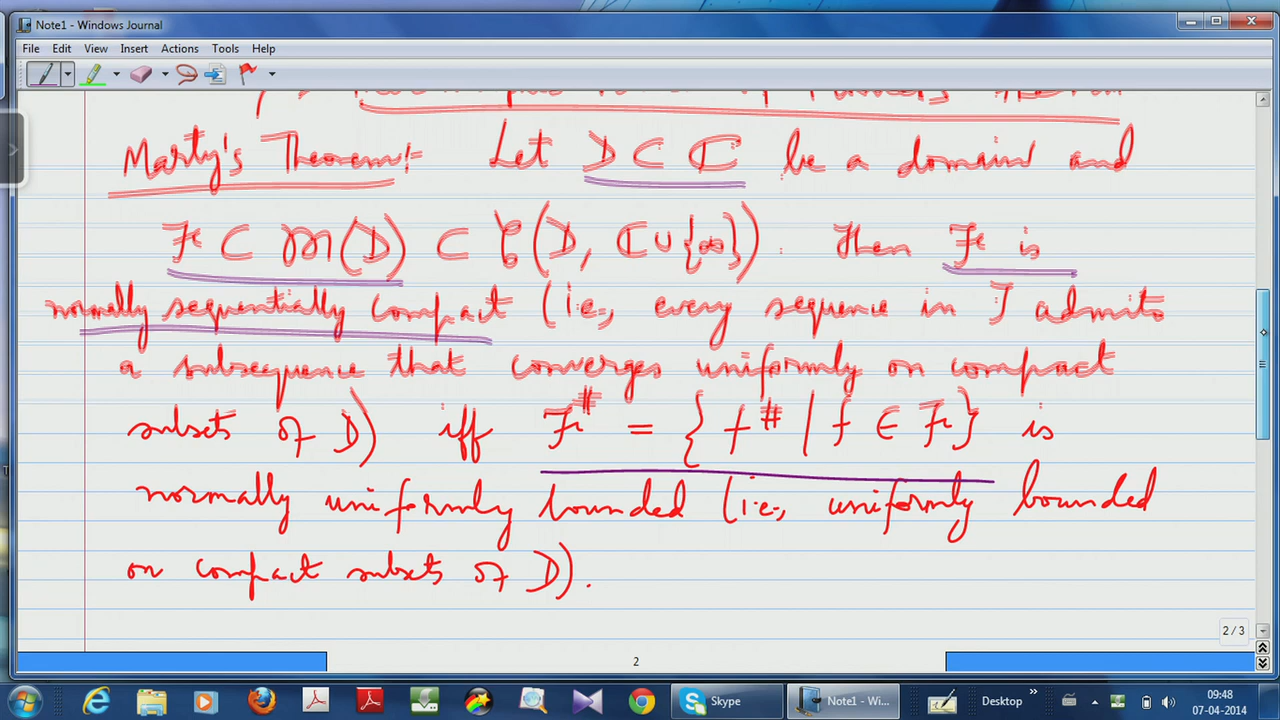 Note1 - Windows Journal
File Edit View Insert Actions Tools Help
Marty's Theorem:- Let D ⊂ ℂ be a domain and
ℱ ⊂ 𝓜(D) ⊂ 𝒞(D, ℂ∪{∞}). Then ℱ is
normally sequentially compact (i.e., every sequence in ℱ admits
a subsequence that converges uniformly on compact
subsets of D) iff ℱ^# = {f^# | f ∈ ℱ} is
normally uniformly bounded (i.e., uniformly bounded
on compact subsets of D).
2 / 3
2
Skype Note1 - Win... Desktop 09:48
07-04-2014